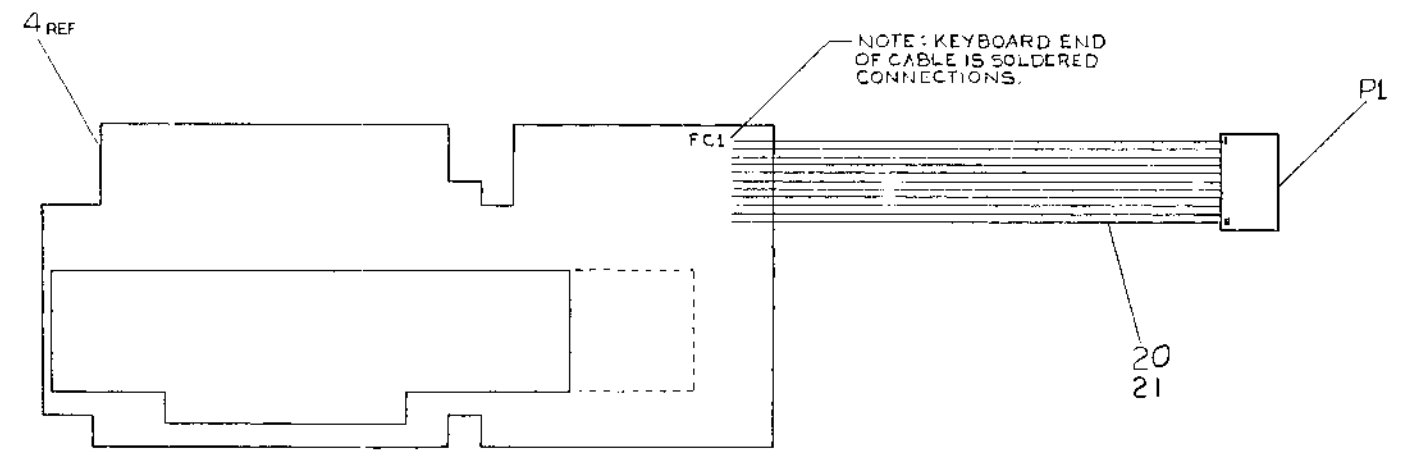 4 REF
NOTE: KEYBOARD END
OF CABLE IS SOLDERED
CONNECTIONS.
P1
FC1
20
21